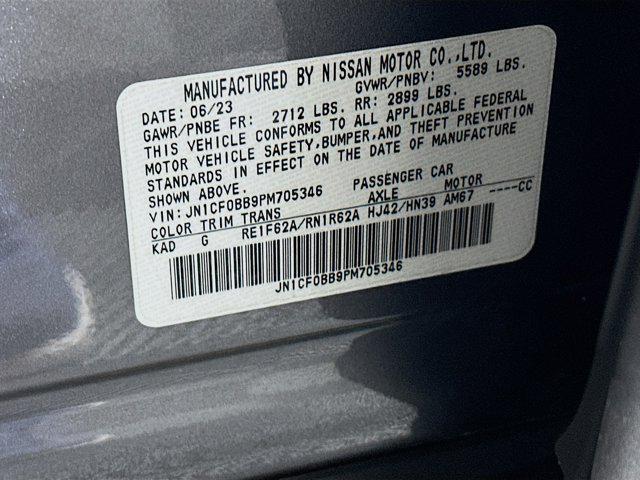 MANUFACTURED BY NISSAN MOTOR CO.,LTD.
DATE: 06/23 GVWR/PNBV: 5589 LBS.
GAWR/PNBE FR: 2712 LBS. RR: 2899 LBS.
THIS VEHICLE CONFORMS TO ALL APPLICABLE FEDERAL
MOTOR VEHICLE SAFETY,BUMPER,AND THEFT PREVENTION
STANDARDS IN EFFECT ON THE DATE OF MANUFACTURE
SHOWN ABOVE.
VIN: JN1CF0BB9PM705346 PASSENGER CAR
COLOR TRIM TRANS AXLE MOTOR
KAD G RE1F62A/RN1R62A HJ42/HN39 AM67 ----CC
JN1CF0BB9PM705346